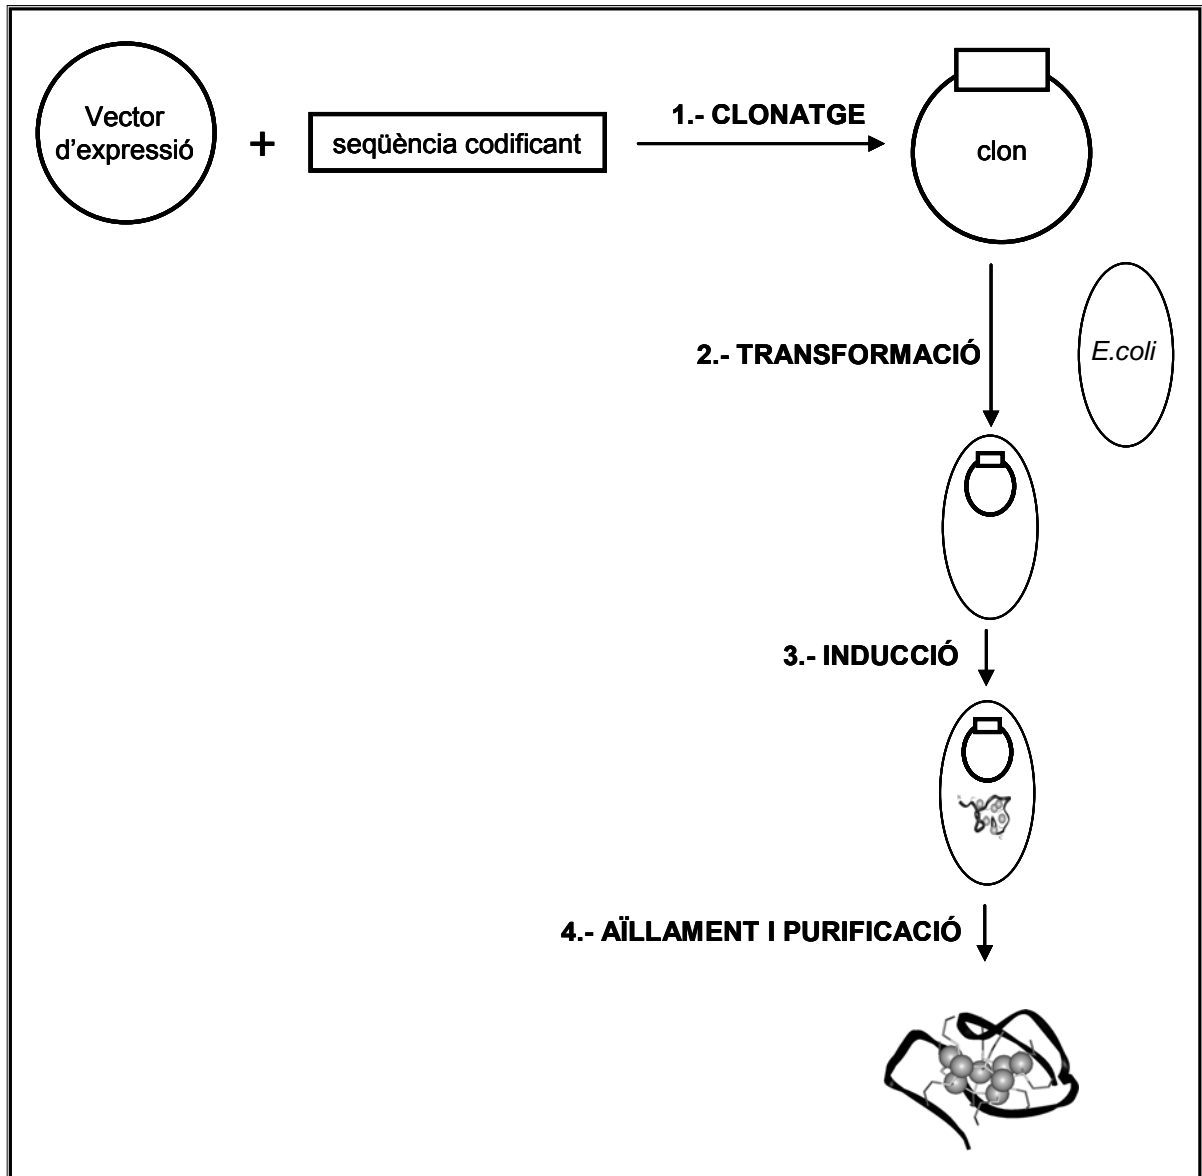 Vector
d'expressió
+
seqüència codificant
1.- CLONATGE
clon
2.- TRANSFORMACIÓ
E.coli
3.- INDUCCIÓ
4.- AÏLLAMENT I PURIFICACIÓ